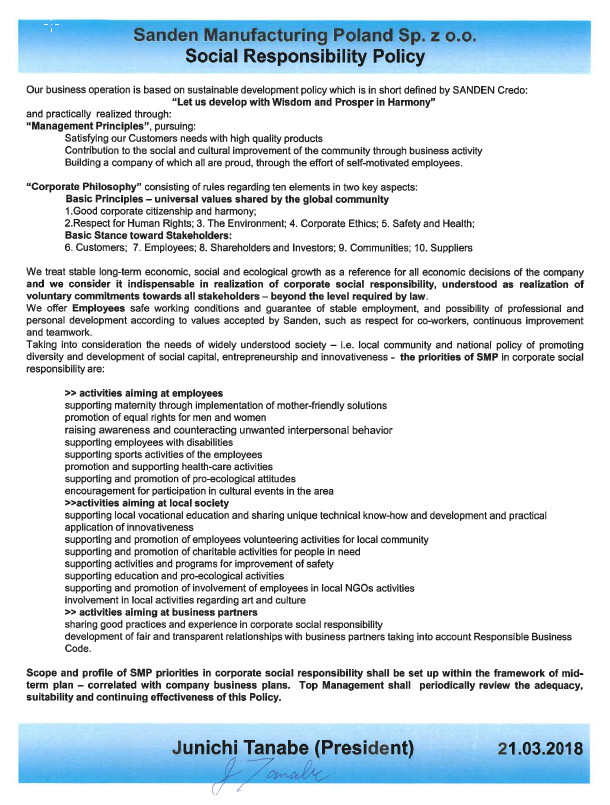 Sanden Manufacturing Poland Sp. z o.o.
Social Responsibility Policy
Our business operation is based on sustainable development policy which is in short defined by SANDEN Credo:
“Let us develop with Wisdom and Prosper in Harmony”
and practically realized through:
“Management Principles”, pursuing:
Satisfying our Customers needs with high quality products
Contribution to the social and cultural improvement of the community through business activity
Building a company of which all are proud, through the effort of self-motivated employees.
“Corporate Philosophy” consisting of rules regarding ten elements in two key aspects:
Basic Principles – universal values shared by the global community
1.Good corporate citizenship and harmony;
2.Respect for Human Rights; 3. The Environment; 4. Corporate Ethics; 5. Safety and Health;
Basic Stance toward Stakeholders:
6. Customers; 7. Employees; 8. Shareholders and Investors; 9. Communities; 10. Suppliers
We treat stable long-term economic, social and ecological growth as a reference for all economic decisions of the company
and we consider it indispensable in realization of corporate social responsibility, understood as realization of
voluntary commitments towards all stakeholders – beyond the level required by law.
We offer Employees safe working conditions and guarantee of stable employment, and possibility of professional and
personal development according to values accepted by Sanden, such as respect for co-workers, continuous improvement
and teamwork.
Taking into consideration the needs of widely understood society – i.e. local community and national policy of promoting
diversity and development of social capital, entrepreneurship and innovativeness - the priorities of SMP in corporate social
responsibility are:
>> activities aiming at employees
supporting maternity through implementation of mother-friendly solutions
promotion of equal rights for men and women
raising awareness and counteracting unwanted interpersonal behavior
supporting employees with disabilities
supporting sports activities of the employees
promotion and supporting health-care activities
supporting and promotion of pro-ecological attitudes
encouragement for participation in cultural events in the area
>>activities aiming at local society
supporting local vocational education and sharing unique technical know-how and development and practical
application of innovativeness
supporting and promotion of employees volunteering activities for local community
supporting and promotion of charitable activities for people in need
supporting activities and programs for improvement of safety
supporting education and pro-ecological activities
supporting and promotion of involvement of employees in local NGOs activities
involvement in local activities regarding art and culture
>> activities aiming at business partners
sharing good practices and experience in corporate social responsibility
development of fair and transparent relationships with business partners taking into account Responsible Business
Code.
Scope and profile of SMP priorities in corporate social responsibility shall be set up within the framework of mid-
term plan – correlated with company business plans. Top Management shall periodically review the adequacy,
suitability and continuing effectiveness of this Policy.
Junichi Tanabe (President) 21.03.2018
J Tanabe